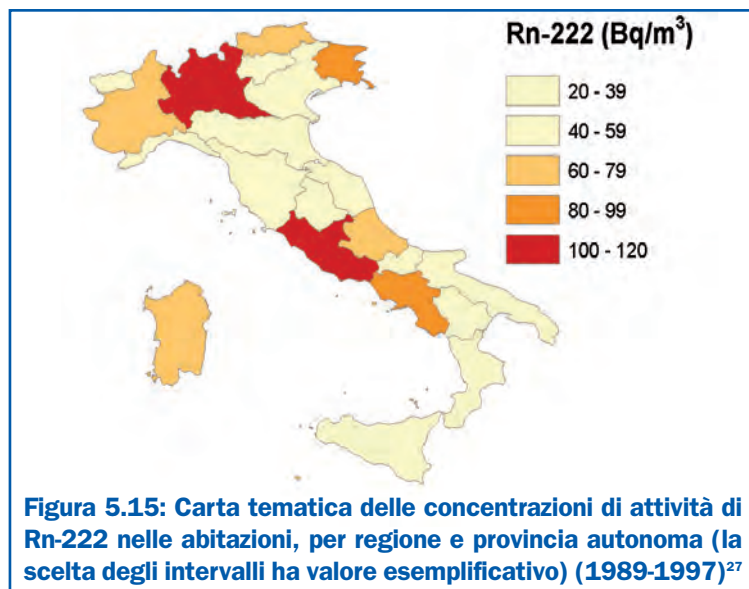 Rn-222 (Bq/m³)
20 - 39
40 - 59
60 - 79
80 - 99
100 - 120
Figura 5.15: Carta tematica delle concentrazioni di attività di
Rn-222 nelle abitazioni, per regione e provincia autonoma (la
scelta degli intervalli ha valore esemplificativo) (1989-1997)²⁷